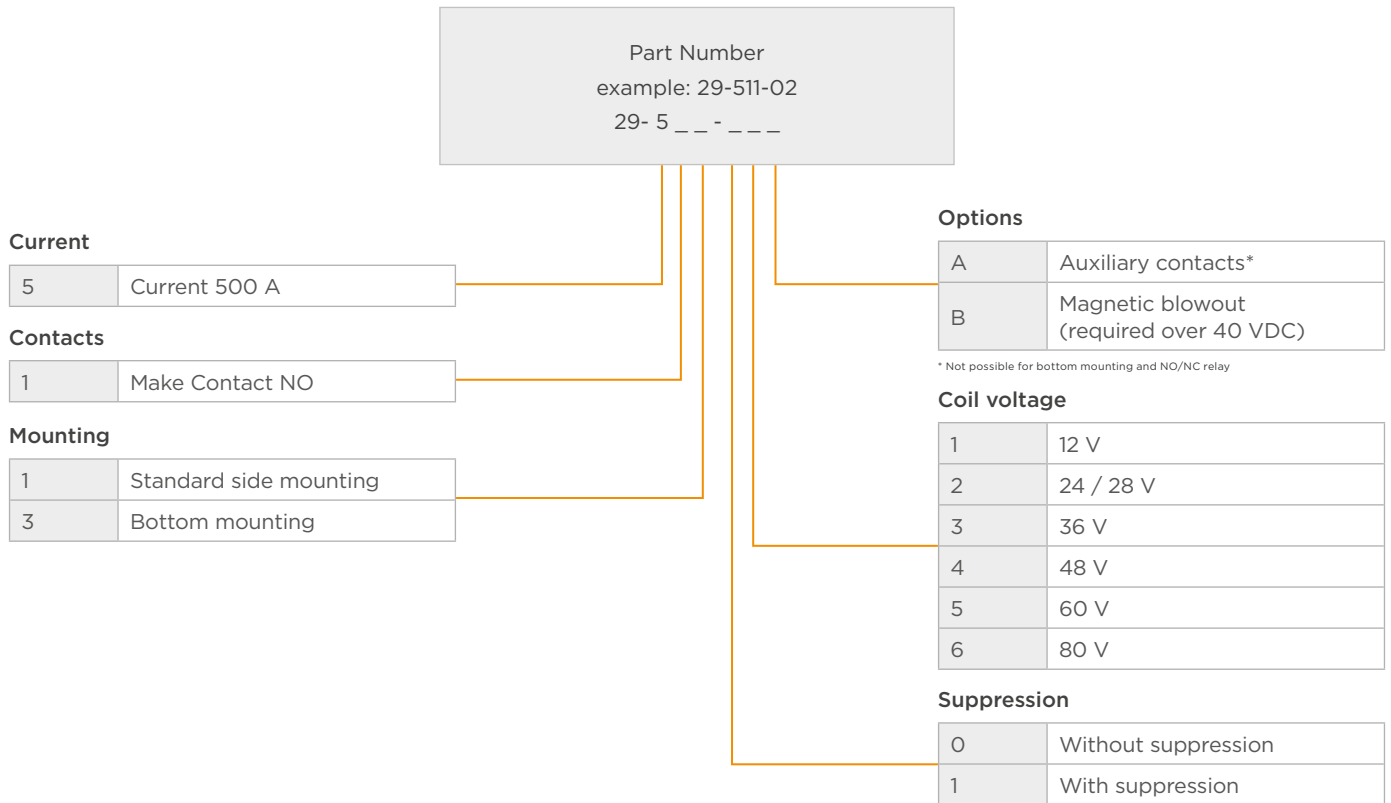 Part Number
example: 29-511-02
29- 5 _ _ - _ _ _
Current
5 Current 500 A
Contacts
1 Make Contact NO
Mounting
1 Standard side mounting
3 Bottom mounting
Options
A Auxiliary contacts*
B Magnetic blowout
(required over 40 VDC)
* Not possible for bottom mounting and NO/NC relay
Coil voltage
1 12 V
2 24 / 28 V
3 36 V
4 48 V
5 60 V
6 80 V
Suppression
0 Without suppression
1 With suppression